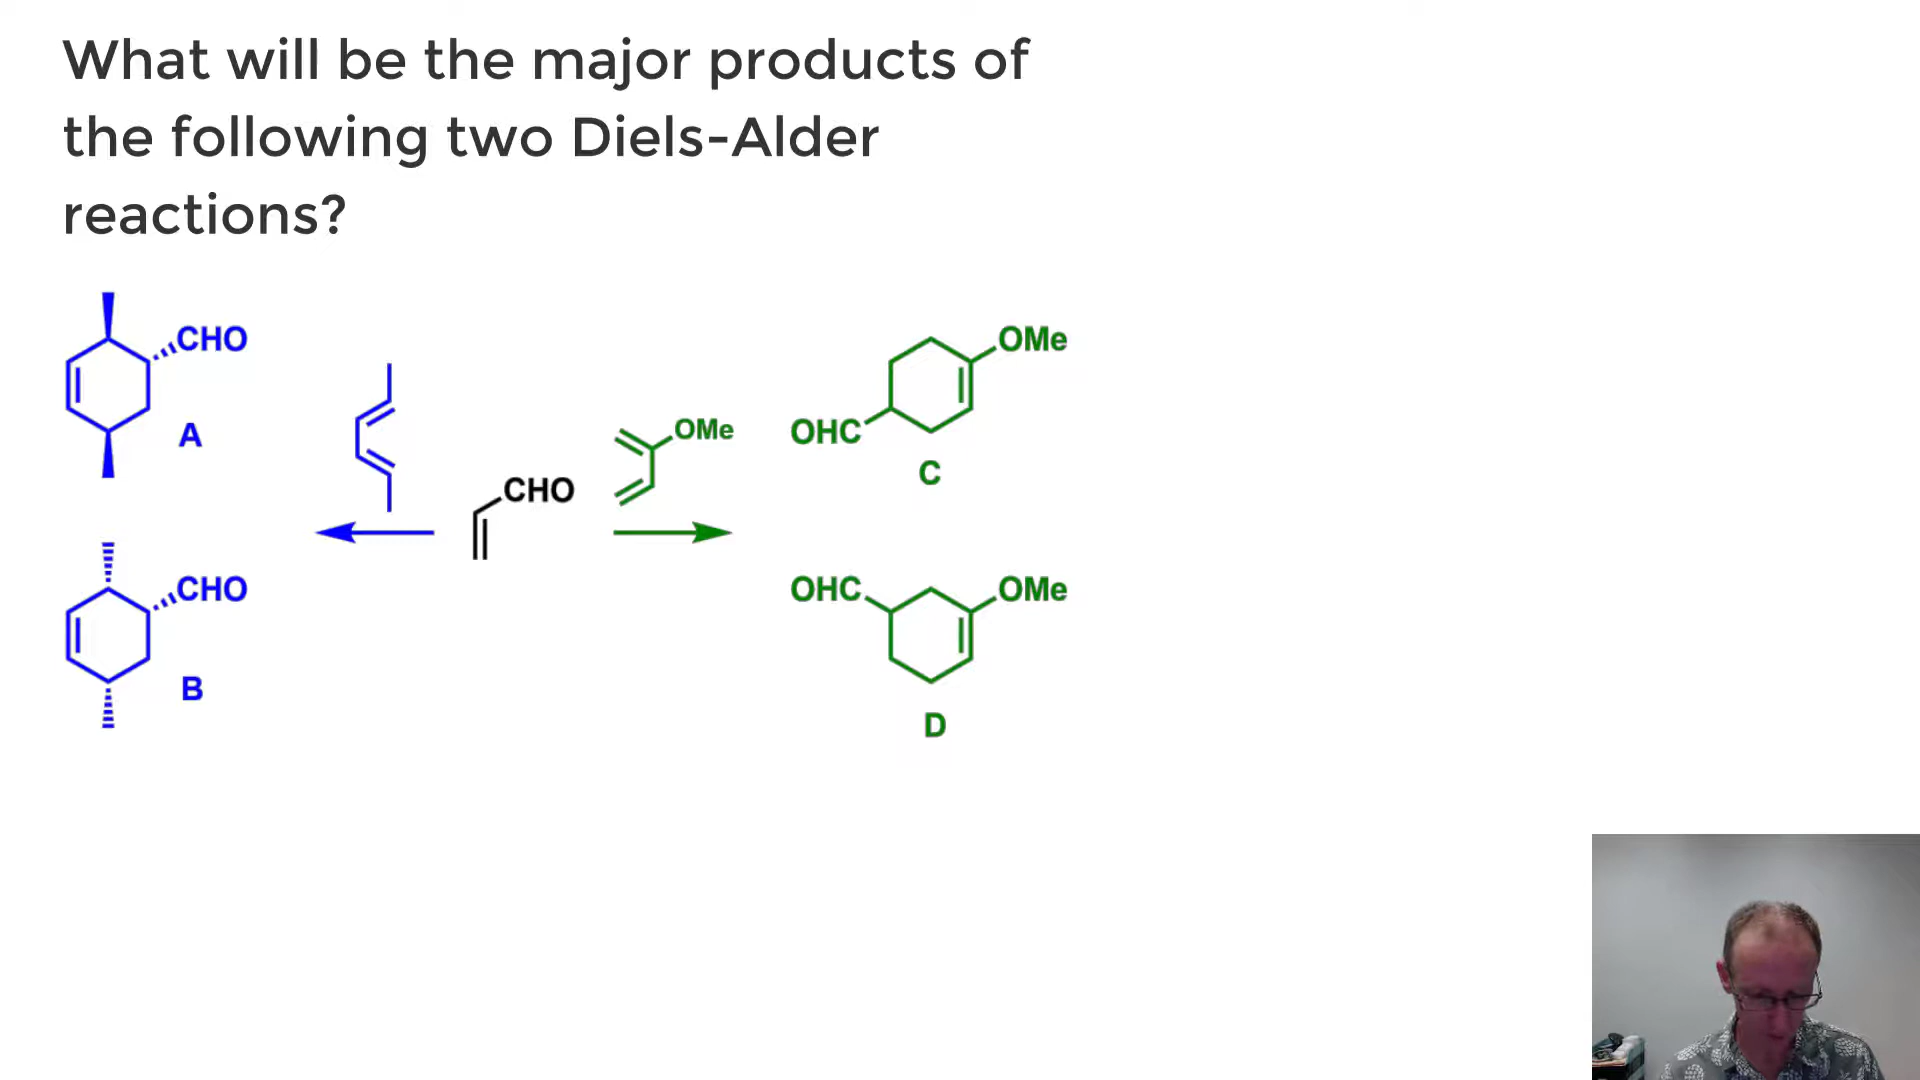 What will be the major products of
the following two Diels-Alder
reactions?
CHO
A
CHO
B
CHO
OMe
OMe
OHC
C
OHC
OMe
D